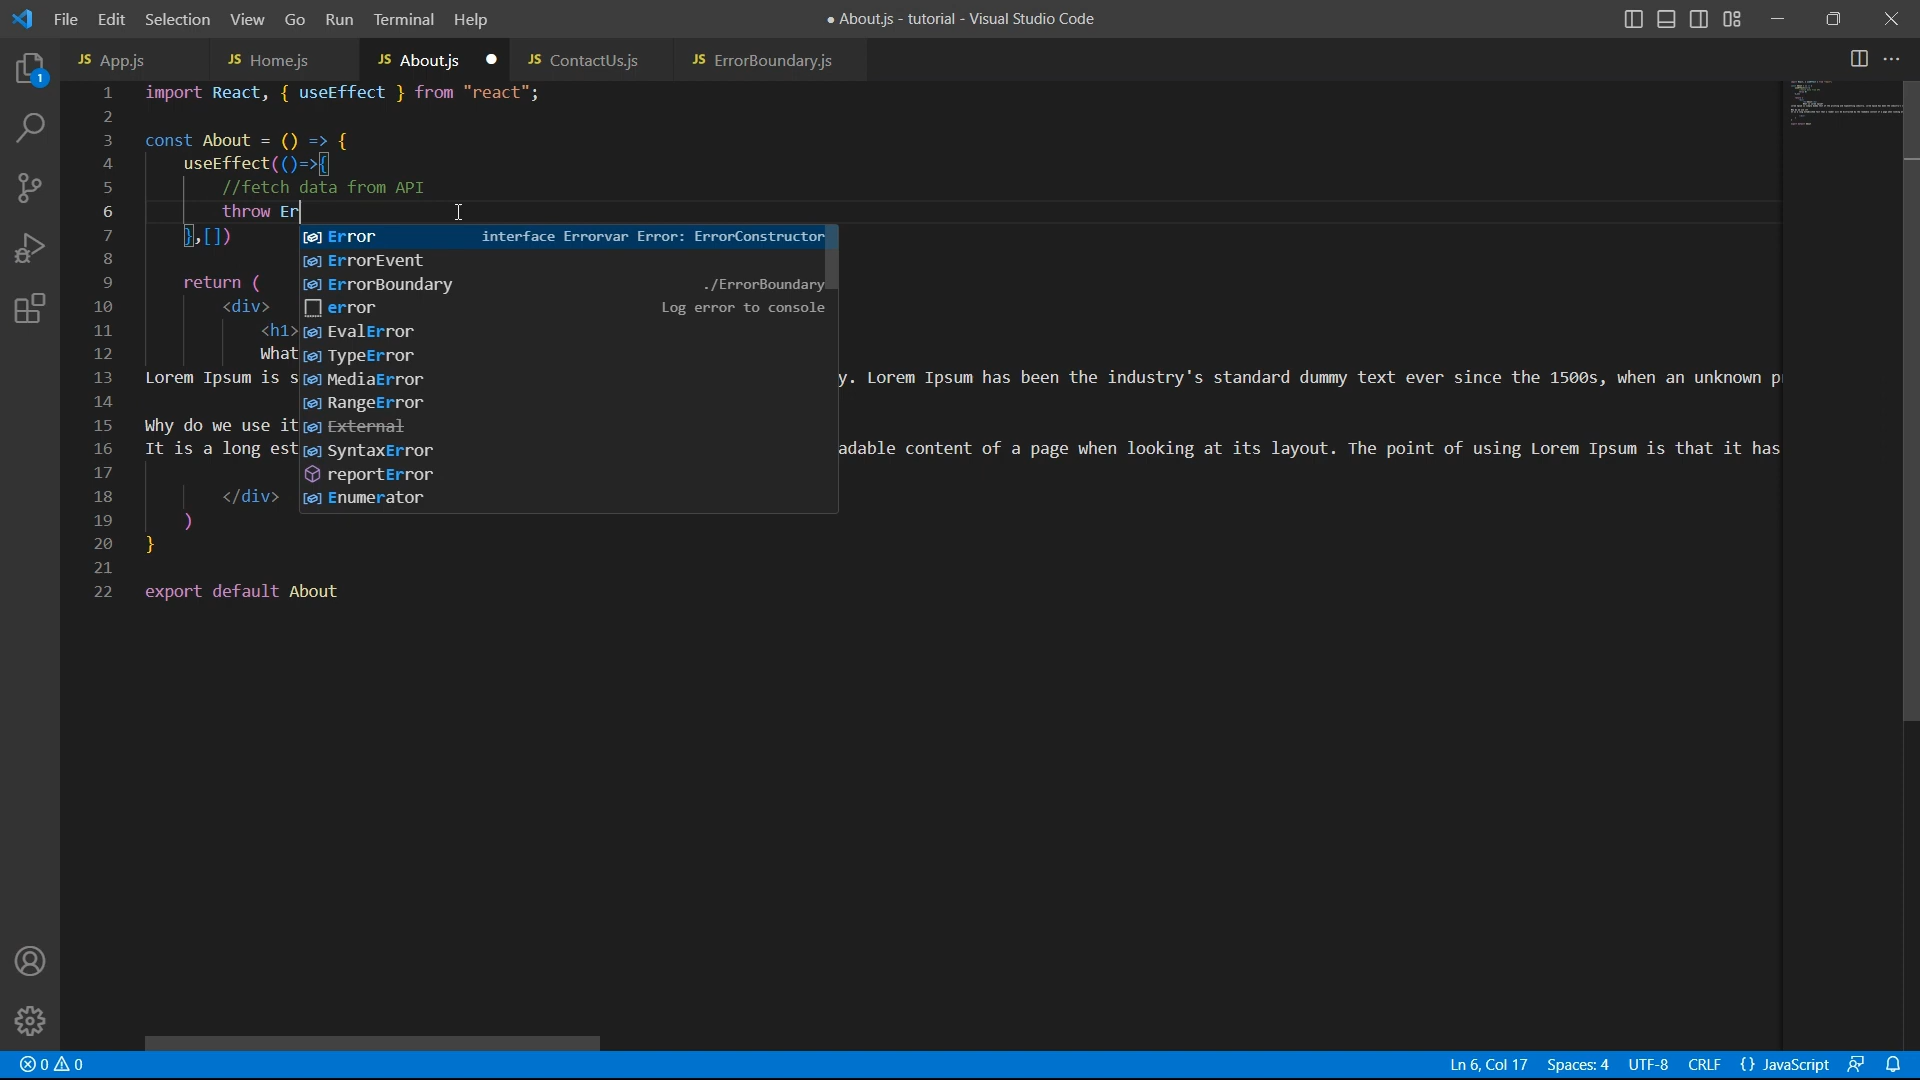 File Edit Selection View Go Run Terminal Help ● About.js - tutorial - Visual Studio Code
JS App.js JS Home.js JS About.js ● JS ContactUs.js JS ErrorBoundary.js
1
1 import React, { useEffect } from "react";
2
3 const About = () => {
4 useEffect(()=>{
5 //fetch data from API
6 throw Er
7 },[])
Error interface Errorvar Error: ErrorConstructor
8
ErrorEvent
9 return (
ErrorBoundary ./ErrorBoundary
10 <div>
error Log error to console
11 <h1>
EvalError
12 What
TypeError
13 Lorem Ipsum is s
MediaError
y. Lorem Ipsum has been the industry's standard dummy text ever since the 1500s, when an unknown p
14
RangeError
15 Why do we use it
External
16 It is a long est
SyntaxError
adable content of a page when looking at its layout. The point of using Lorem Ipsum is that it has
17
reportError
18 </div>
Enumerator
19 )
20 }
21
22 export default About
0 0 Ln 6, Col 17 Spaces: 4 UTF-8 CRLF {} JavaScript